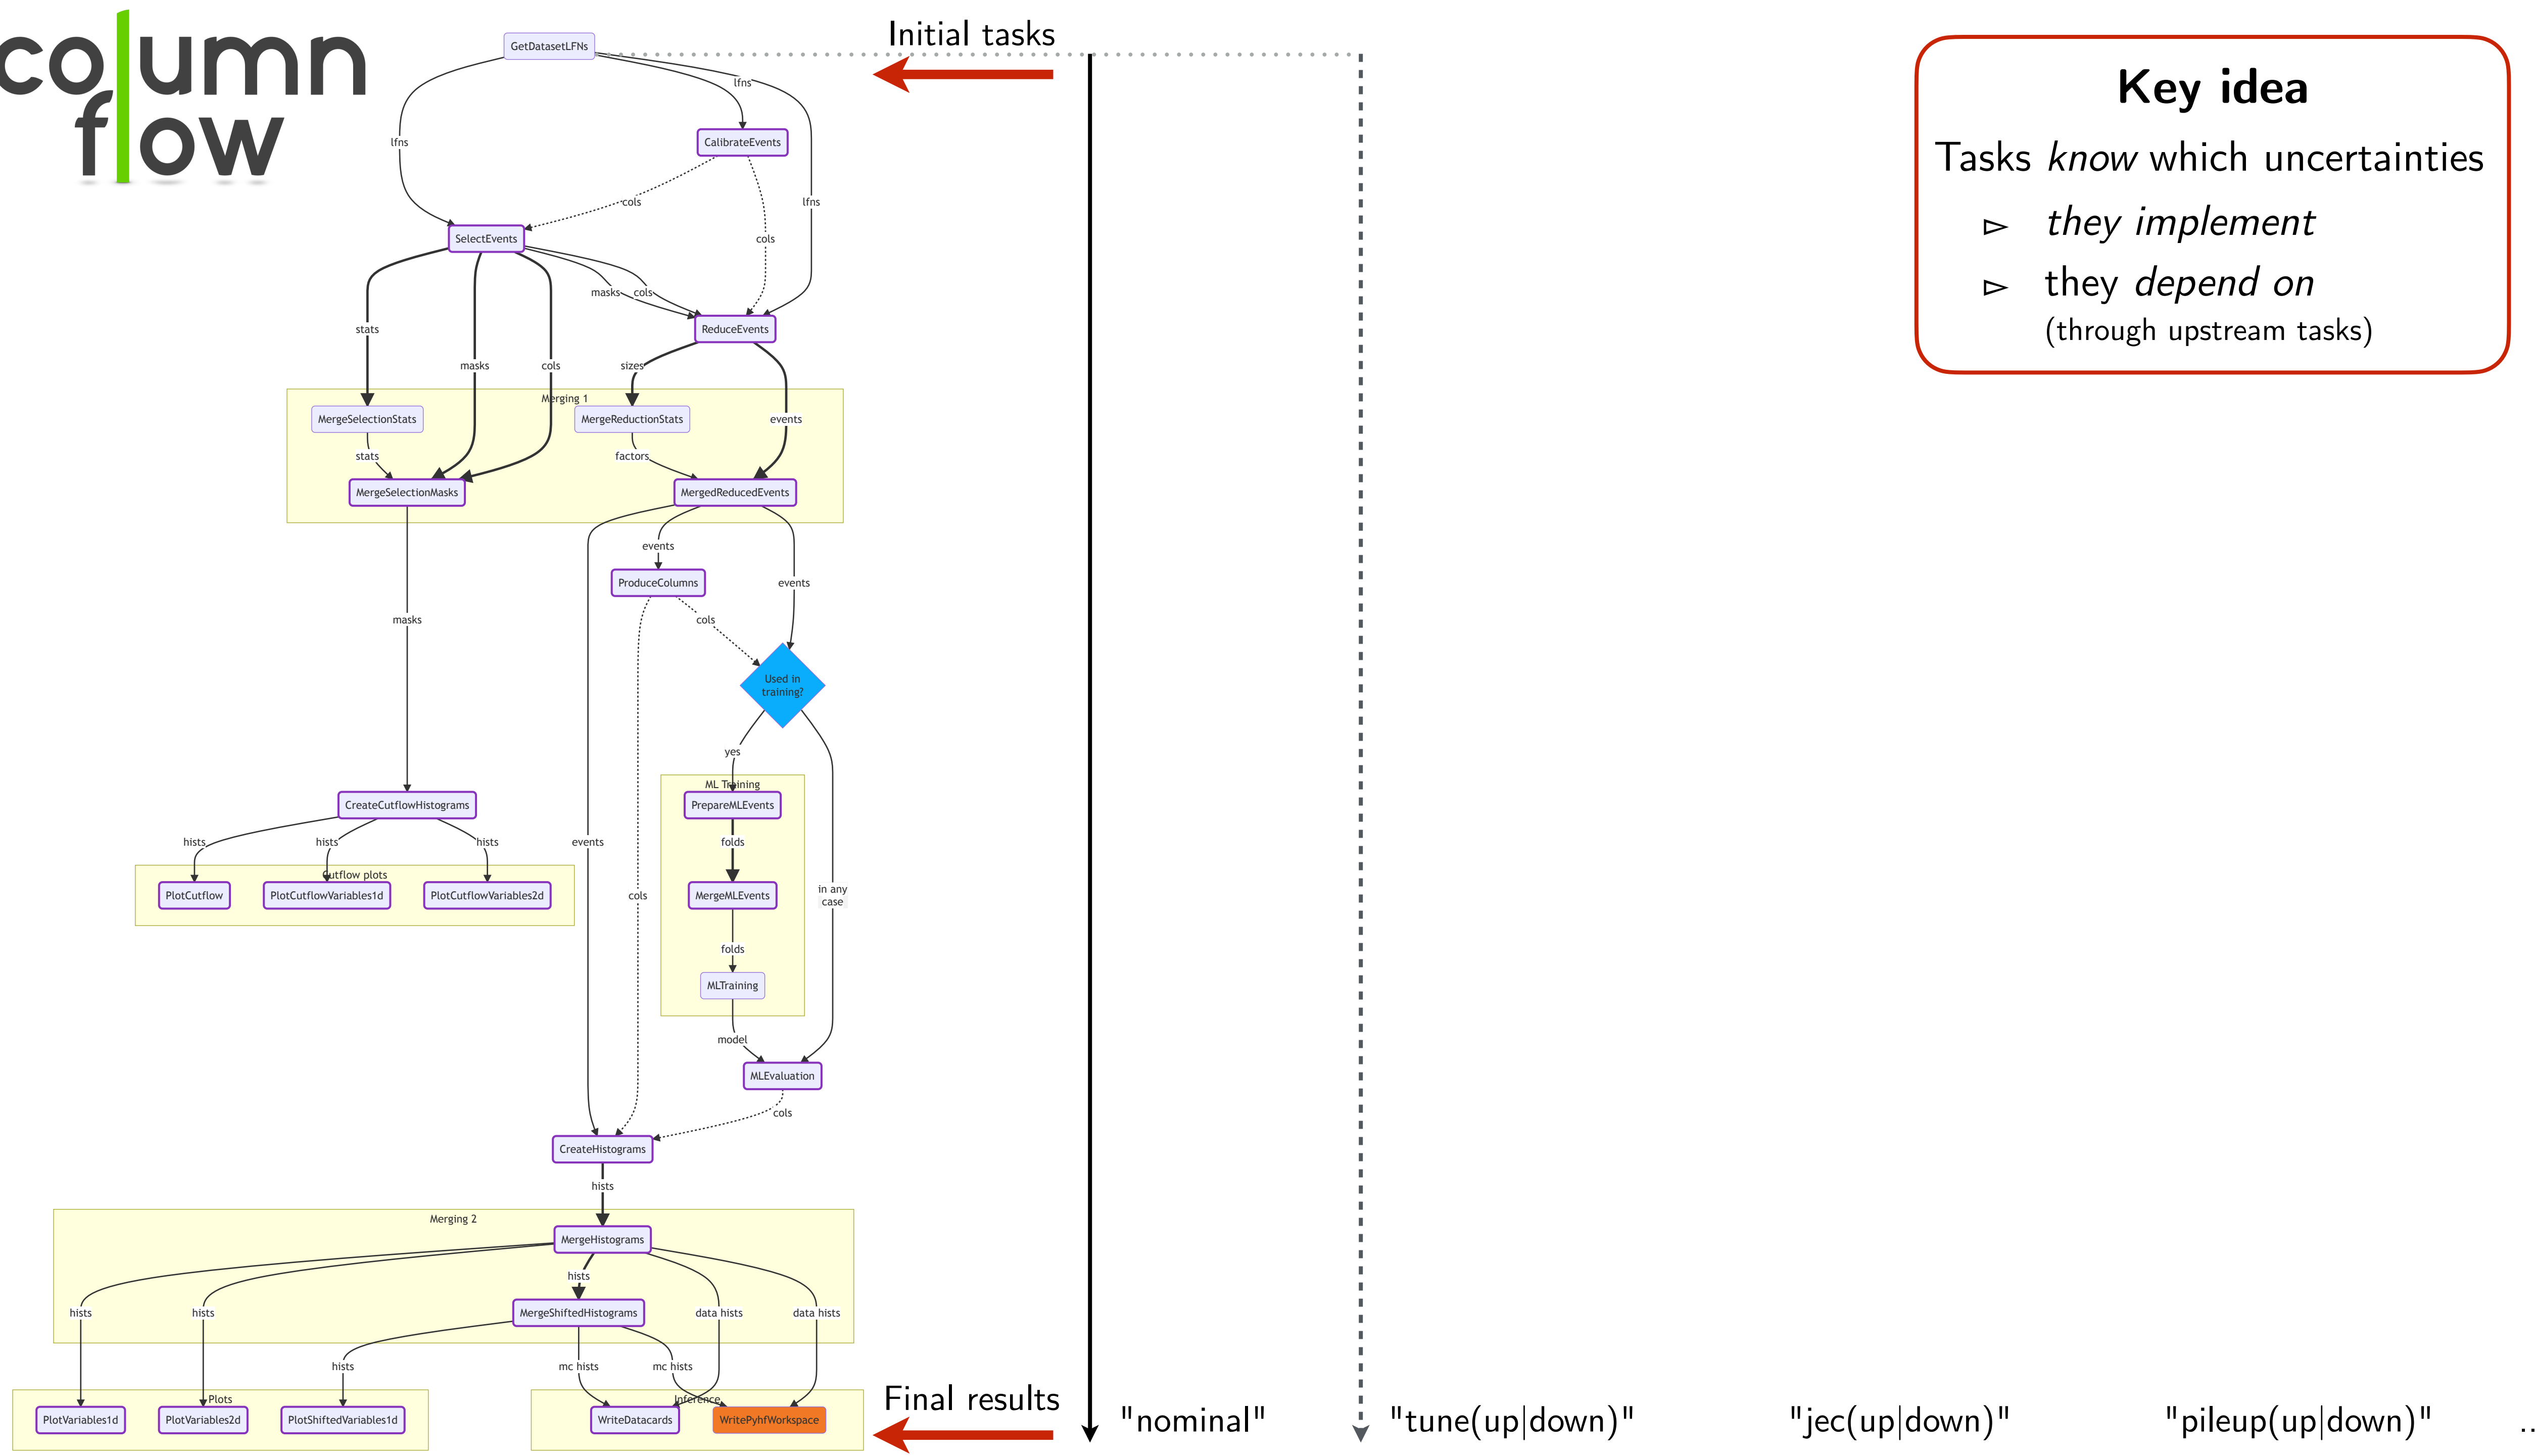 column
flow
GetDatasetLFNs
Initial tasks
lfns
CalibrateEvents
lfns
lfns
cols
SelectEvents
cols
masks
cols
stats
ReduceEvents
masks
cols
sizes
Merging 1
MergeSelectionStats
MergeReductionStats
events
stats
factors
MergeSelectionMasks
MergedReducedEvents
events
ProduceColumns
events
masks
cols
Used in
training?
yes
ML Training
CreateCutflowHistograms
PrepareMLEvents
hists
hists
hists
events
folds
Cutflow plots
PlotCutflow
PlotCutflowVariables1d
PlotCutflowVariables2d
cols
MergeMLEvents
in any
case
folds
MLTraining
model
MLEvaluation
cols
CreateHistograms
hists
Merging 2
MergeHistograms
hists
hists
hists
MergeShiftedHistograms
data hists
data hists
hists
mc hists
mc hists
Plots
Inference
PlotVariables1d
PlotVariables2d
PlotShiftedVariables1d
WriteDatacards
WritePyhfWorkspace
Final results
"nominal"
"tune(up|down)"
"jec(up|down)"
"pileup(up|down)"
..
Key idea
Tasks know which uncertainties
▻ they implement
▻ they depend on
(through upstream tasks)